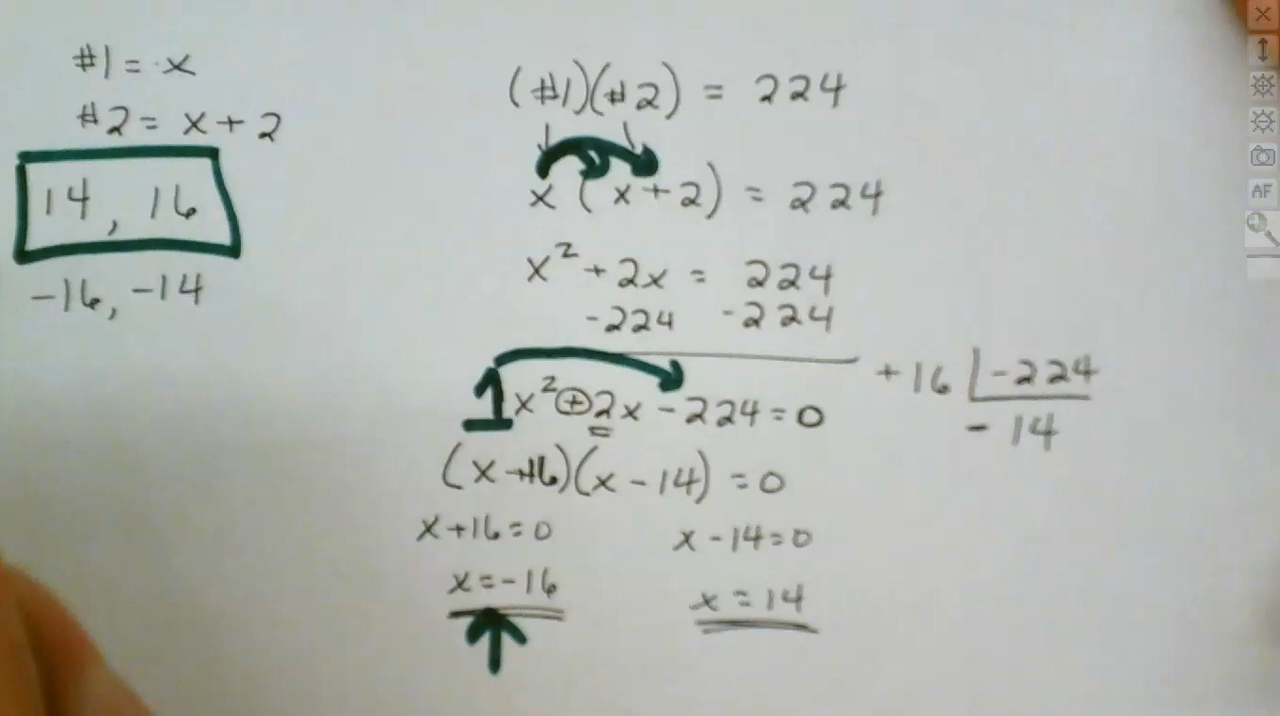 #1 = x
#2 = x + 2
14, 16
-16, -14
(#1)(#2) = 224
x (x+2) = 224
x² + 2x = 224
-224 -224
1x² + 2x - 224 = 0
+16 | -224
- 14
(x+16)(x - 14) = 0
x+16=0
x - 14=0
x = -16
x = 14
AF